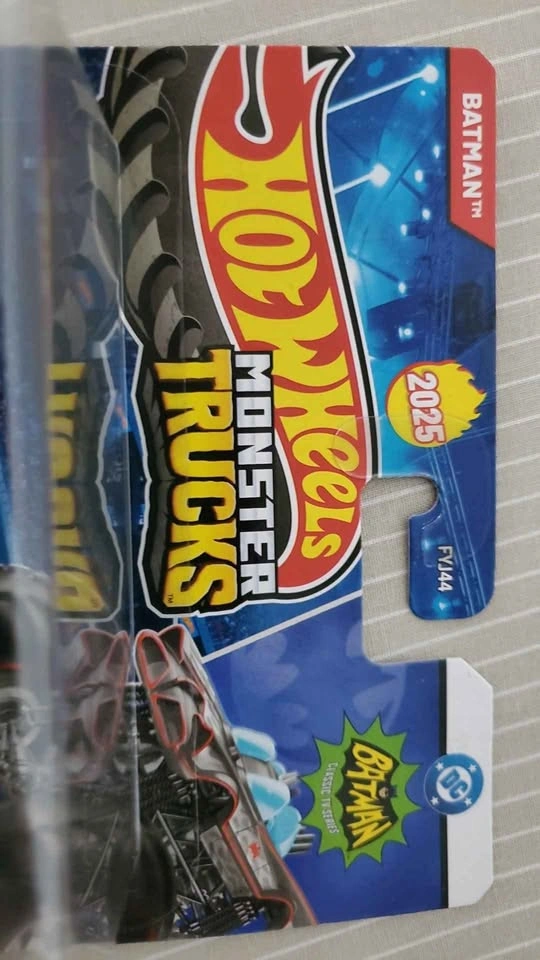 BATMAN™
HOT WHEELS
MONSTER
TRUCKS™
2025
FYJ44
DC
BATMAN
CLASSIC TV SERIES